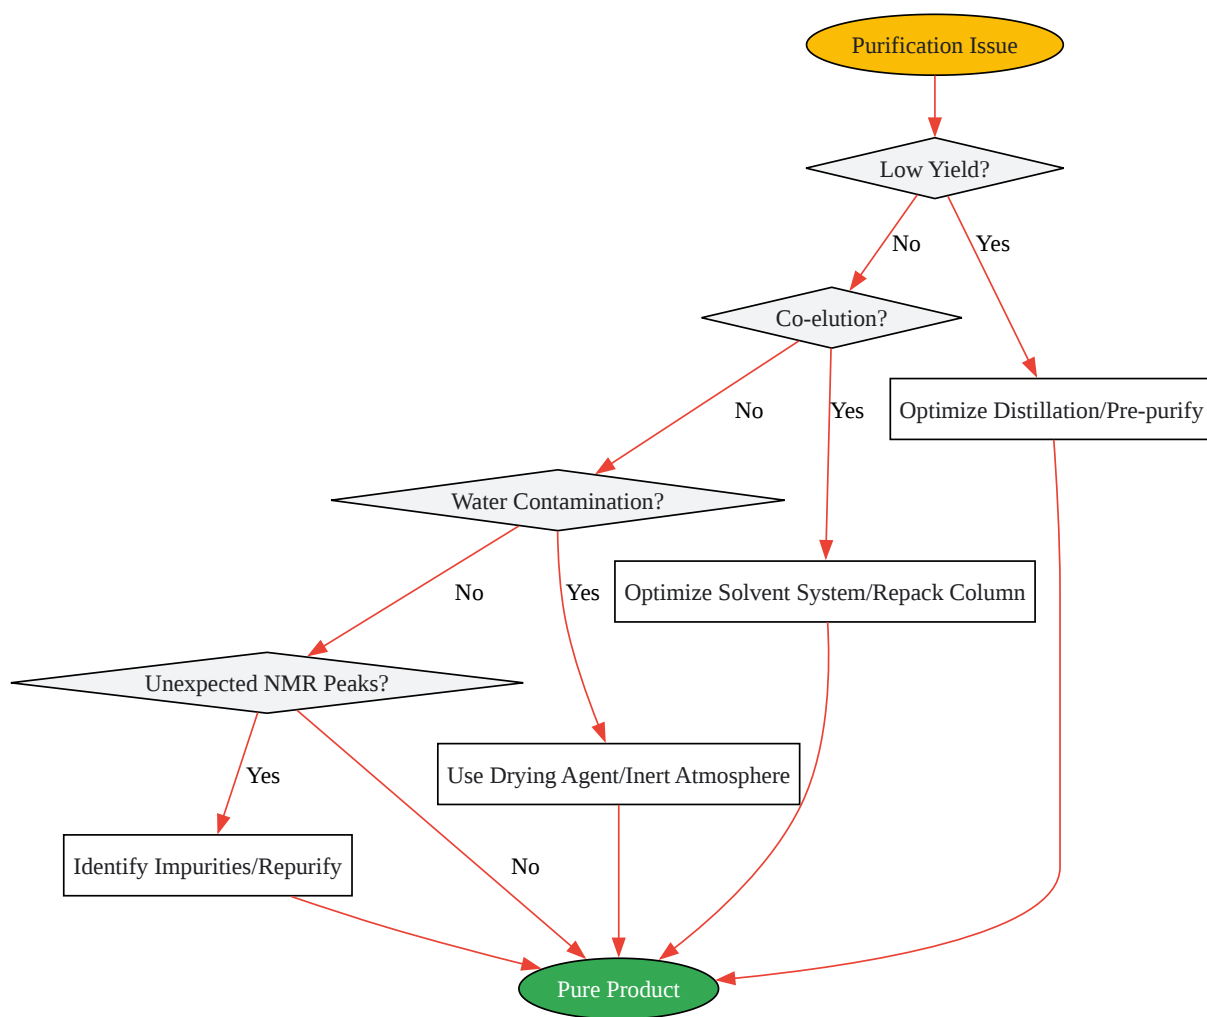 Purification Issue
Low Yield?
No
Yes
Co-elution?
Optimize Distillation/Pre-purify
No
Yes
Water Contamination?
Optimize Solvent System/Repack Column
No
Yes
Unexpected NMR Peaks?
Use Drying Agent/Inert Atmosphere
Yes
Identify Impurities/Repurify
No
Pure Product